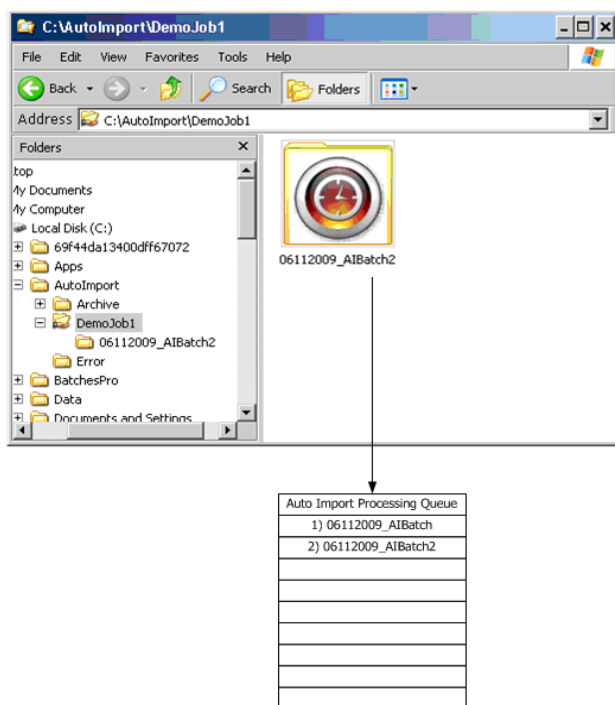 C:\AutoImport\DemoJob1
File Edit View Favorites Tools Help
Back Search Folders
Address C:\AutoImport\DemoJob1
Folders
top
My Documents
My Computer
Local Disk (C:)
69f44da13400dff67072
Apps
AutoImport
Archive
DemoJob1
06112009_AIBatch2
Error
BatchesPro
Data
Documents and Settings
06112009_AIBatch2
Auto Import Processing Queue
1) 06112009_AIBatch
2) 06112009_AIBatch2